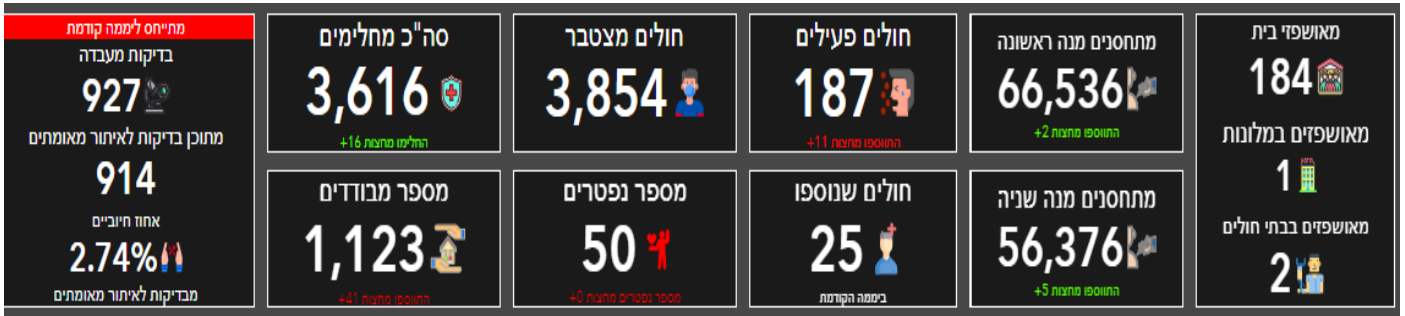 מאושפזי בית
184
מאושפזים במלונות
1
מאושפזים בבתי חולים
2
מתחסנים מנה ראשונה
66,536
התווספו מחצות 2+
מתחסנים מנה שניה
56,376
התווספו מחצות 5+
חולים פעילים
187
התווספו מחצות 11+
חולים שנוספו
25
ביממה הקודמת
חולים מצטבר
3,854
מספר נפטרים
50
מספר נפטרים מחצות 0+
סה"כ מחלימים
3,616
החלימו מחצות 16+
מספר מבודדים
1,123
התווספו מחצות 41+
מתייחס ליממה קודמת
בדיקות מעבדה
927
מתוכן בדיקות לאיתור מאומתים
914
אחוז חיוביים
2.74%
מבדיקות לאיתור מאומתים